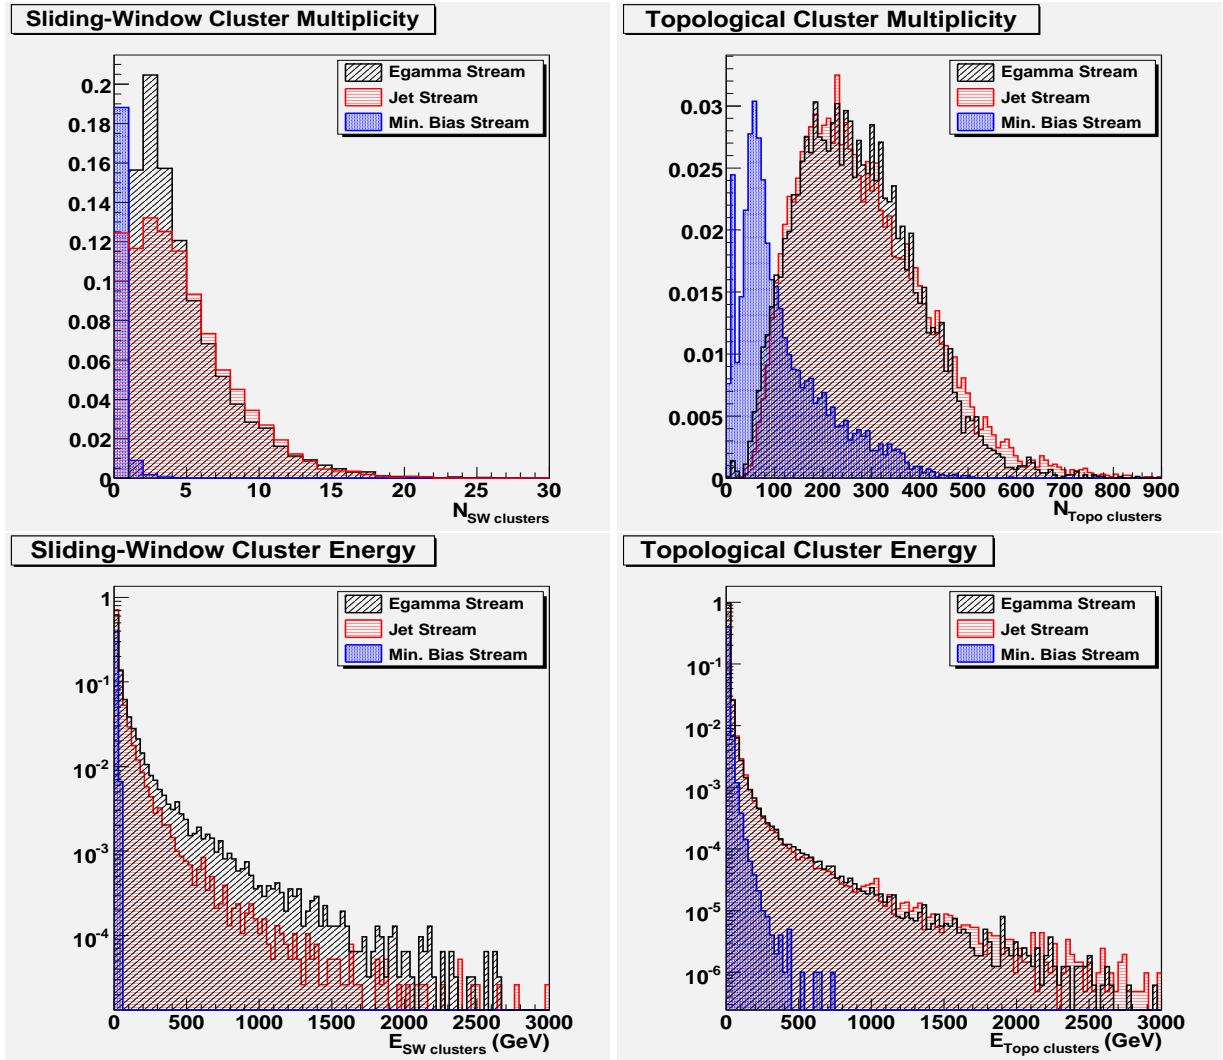 Sliding-Window Cluster Multiplicity
Egamma Stream
Jet Stream
Min. Bias Stream
0.2
0.18
0.16
0.14
0.12
0.1
0.08
0.06
0.04
0.02
0
0 5 10 15 20 25 30
N_SW clusters
Topological Cluster Multiplicity
Egamma Stream
Jet Stream
Min. Bias Stream
0.03
0.025
0.02
0.015
0.01
0.005
0
0 100 200 300 400 500 600 700 800 900
N_Topo clusters
Sliding-Window Cluster Energy
Egamma Stream
Jet Stream
Min. Bias Stream
1
10^-1
10^-2
10^-3
10^-4
0 500 1000 1500 2000 2500 3000
E_SW clusters (GeV)
Topological Cluster Energy
Egamma Stream
Jet Stream
Min. Bias Stream
1
10^-1
10^-2
10^-3
10^-4
10^-5
10^-6
0 500 1000 1500 2000 2500 3000
E_Topo clusters (GeV)